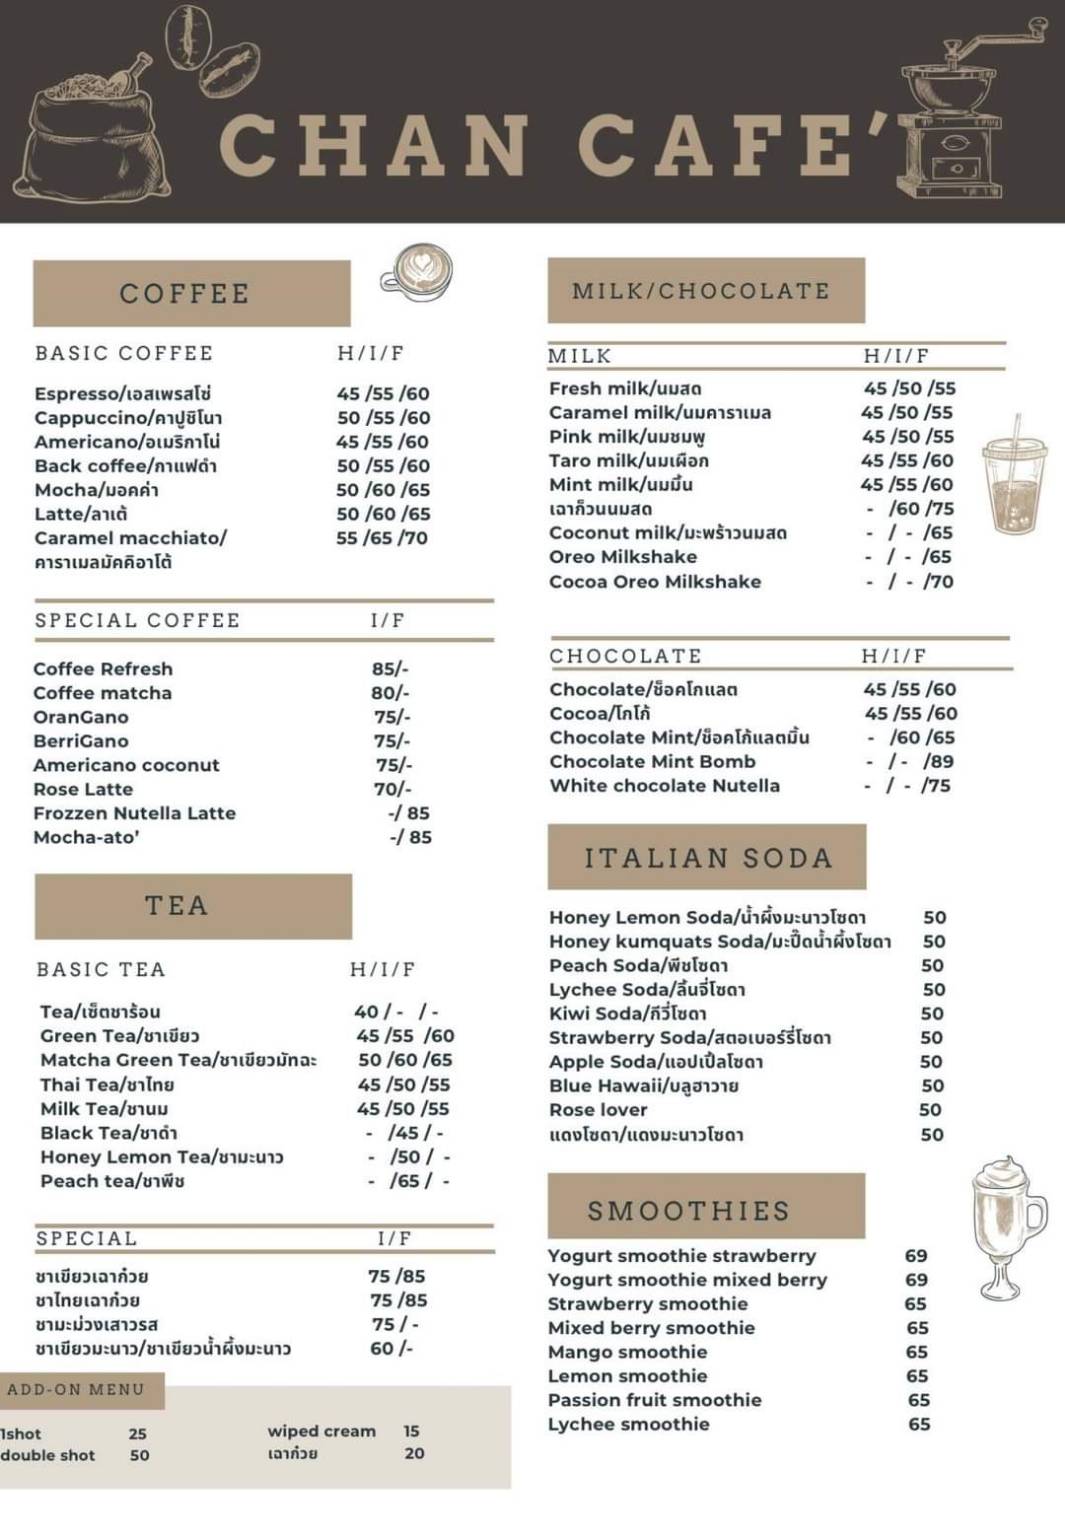 CHAN CAFE’
COFFEE
BASIC COFFEE H/I/F
Espresso/เอสเพรสโซ่ 45 /55 /60
Cappuccino/คาปูชิโนา 50 /55 /60
Americano/อเมริกาโน่ 45 /55 /60
Back coffee/กาแฟดำ 50 /55 /60
Mocha/มอคค่า 50 /60 /65
Latte/ลาเต้ 50 /60 /65
Caramel macchiato/ 55 /65 /70
คาราเมลมัคคิอาโต้
SPECIAL COFFEE I/F
Coffee Refresh 85/-
Coffee matcha 80/-
OranGano 75/-
BerriGano 75/-
Americano coconut 75/-
Rose Latte 70/-
Frozzen Nutella Latte -/ 85
Mocha-ato’ -/ 85
TEA
BASIC TEA H/I/F
Tea/เซ็ตชาร้อน 40 / - / -
Green Tea/ชาเขียว 45 /55 /60
Matcha Green Tea/ชาเขียวมัทฉะ 50 /60 /65
Thai Tea/ชาไทย 45 /50 /55
Milk Tea/ชานม 45 /50 /55
Black Tea/ชาดำ - /45 / -
Honey Lemon Tea/ชามะนาว - /50 / -
Peach tea/ชาพีช - /65 / -
SPECIAL I/F
ชาเขียวเฉาก๋วย 75 /85
ชาไทยเฉาก๋วย 75 /85
ชามะม่วงเสาวรส 75 / -
ชาเขียวมะนาว/ชาเขียวน้ำผึ้งมะนาว 60 /-
ADD-ON MENU
1shot 25 wiped cream 15
double shot 50 เฉาก๋วย 20
MILK/CHOCOLATE
MILK H/I/F
Fresh milk/นมสด 45 /50 /55
Caramel milk/นมคาราเมล 45 /50 /55
Pink milk/นมชมพู 45 /50 /55
Taro milk/นมเผือก 45 /55 /60
Mint milk/นมมิ้น 45 /55 /60
เฉาก็วนนมสด - /60 /75
Coconut milk/มะพร้าวนมสด - / - /65
Oreo Milkshake - / - /65
Cocoa Oreo Milkshake - / - /70
CHOCOLATE H/I/F
Chocolate/ช็อคโกแลต 45 /55 /60
Cocoa/โกโก้ 45 /55 /60
Chocolate Mint/ช็อคโก้แลตมิ้น - /60 /65
Chocolate Mint Bomb - / - /89
White chocolate Nutella - / - /75
ITALIAN SODA
Honey Lemon Soda/น้ำผึ้งมะนาวโซดา 50
Honey kumquats Soda/มะปี๊ดน้ำผึ้งโซดา 50
Peach Soda/พีชโซดา 50
Lychee Soda/ลิ้นจี่โซดา 50
Kiwi Soda/กีวี่โซดา 50
Strawberry Soda/สตอเบอร์รี่โซดา 50
Apple Soda/แอปเปิ้ลโซดา 50
Blue Hawaii/บลูฮาวาย 50
Rose lover 50
แดงโซดา/แดงมะนาวโซดา 50
SMOOTHIES
Yogurt smoothie strawberry 69
Yogurt smoothie mixed berry 69
Strawberry smoothie 65
Mixed berry smoothie 65
Mango smoothie 65
Lemon smoothie 65
Passion fruit smoothie 65
Lychee smoothie 65